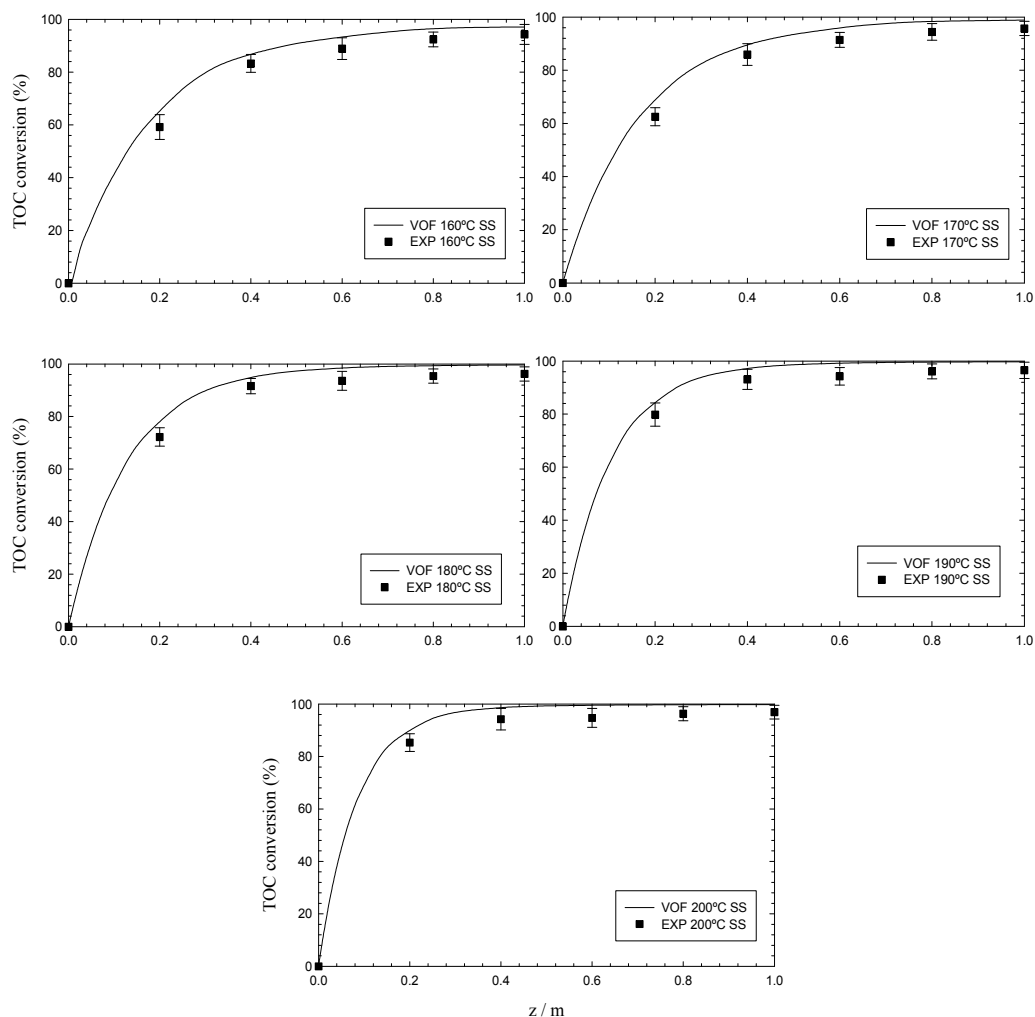 TOC conversion (%)
100
80
60
40
20
0
0.0 0.2 0.4 0.6 0.8 1.0
VOF 160ºC SS
EXP 160ºC SS
100
80
60
40
20
0
0.0 0.2 0.4 0.6 0.8 1.0
VOF 170ºC SS
EXP 170ºC SS
TOC conversion (%)
100
80
60
40
20
0
0.0 0.2 0.4 0.6 0.8 1.0
VOF 180ºC SS
EXP 180ºC SS
100
80
60
40
20
0
0.0 0.2 0.4 0.6 0.8 1.0
VOF 190ºC SS
EXP 190ºC SS
TOC conversion (%)
100
80
60
40
20
0
0.0 0.2 0.4 0.6 0.8 1.0
VOF 200ºC SS
EXP 200ºC SS
z / m